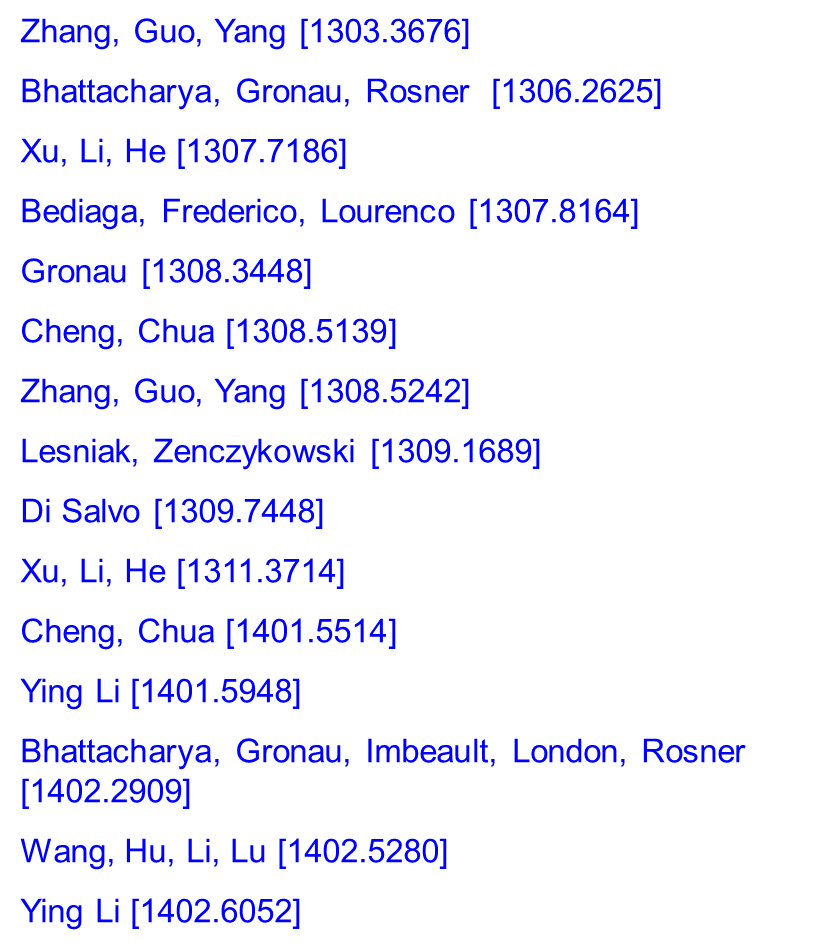 Zhang, Guo, Yang [1303.3676]
Bhattacharya, Gronau, Rosner [1306.2625]
Xu, Li, He [1307.7186]
Bediaga, Frederico, Lourenco [1307.8164]
Gronau [1308.3448]
Cheng, Chua [1308.5139]
Zhang, Guo, Yang [1308.5242]
Lesniak, Zenczykowski [1309.1689]
Di Salvo [1309.7448]
Xu, Li, He [1311.3714]
Cheng, Chua [1401.5514]
Ying Li [1401.5948]
Bhattacharya, Gronau, Imbeault, London, Rosner
[1402.2909]
Wang, Hu, Li, Lu [1402.5280]
Ying Li [1402.6052]